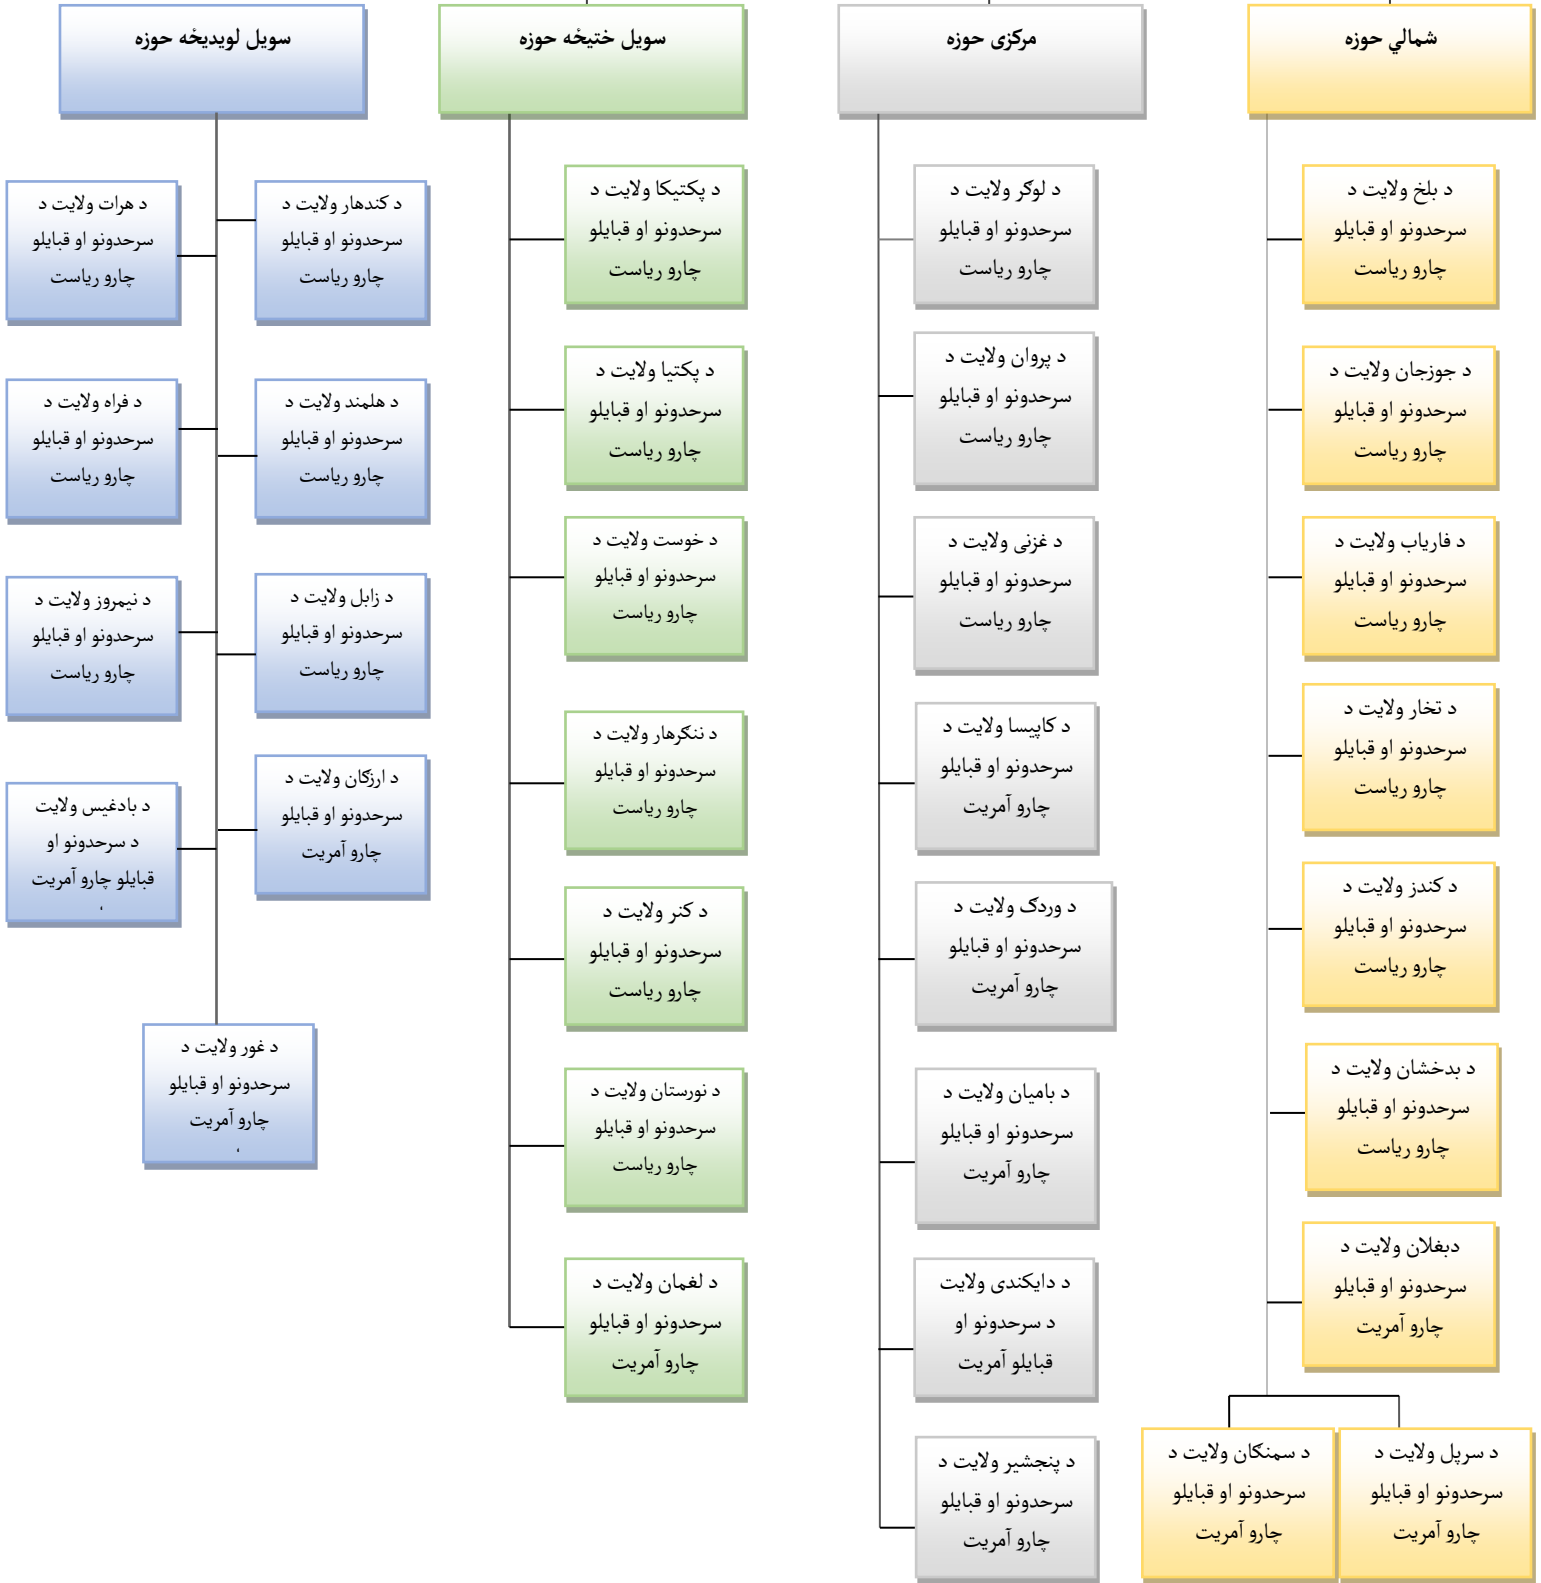 شمالي حوزه
د بلخ ولایت د
سرحدونو او قبایلو
چارو ریاست
د جوزجان ولایت د
سرحدونو او قبایلو
چارو ریاست
د فاریاب ولایت د
سرحدونو او قبایلو
چارو ریاست
د تخار ولایت د
سرحدونو او قبایلو
چارو ریاست
د کندز ولایت د
سرحدونو او قبایلو
چارو ریاست
د بدخشان ولایت د
سرحدونو او قبایلو
چارو ریاست
دبغلان ولایت د
سرحدونو او قبایلو
چارو آمریت
د سرپل ولایت د
سرحدونو او قبایلو
چارو آمریت
د سمنګان ولایت د
سرحدونو او قبایلو
چارو آمریت
مرکزی حوزه
د لوګر ولایت د
سرحدونو او قبایلو
چارو ریاست
د پروان ولایت د
سرحدونو او قبایلو
چارو ریاست
د غزنی ولایت د
سرحدونو او قبایلو
چارو ریاست
د کاپیسا ولایت د
سرحدونو او قبایلو
چارو آمریت
د وردګ ولایت د
سرحدونو او قبایلو
چارو آمریت
د بامیان ولایت د
سرحدونو او قبایلو
چارو آمریت
د دایکندی ولایت
د سرحدونو او
قبایلو آمریت
د پنجشیر ولایت د
سرحدونو او قبایلو
چارو آمریت
سویل ختیځه حوزه
د پکتیکا ولایت د
سرحدونو او قبایلو
چارو ریاست
د پکتیا ولایت د
سرحدونو او قبایلو
چارو ریاست
د خوست ولایت د
سرحدونو او قبایلو
چارو ریاست
د ننګرهار ولایت د
سرحدونو او قبایلو
چارو ریاست
د کنر ولایت د
سرحدونو او قبایلو
چارو ریاست
د نورستان ولایت د
سرحدونو او قبایلو
چارو ریاست
د لغمان ولایت د
سرحدونو او قبایلو
چارو آمریت
سویل لویدیځه حوزه
د کندهار ولایت د
سرحدونو او قبایلو
چارو ریاست
د هرات ولایت د
سرحدونو او قبایلو
چارو ریاست
د هلمند ولایت د
سرحدونو او قبایلو
چارو ریاست
د فراه ولایت د
سرحدونو او قبایلو
چارو ریاست
د زابل ولایت د
سرحدونو او قبایلو
چارو ریاست
د نیمروز ولایت د
سرحدونو او قبایلو
چارو ریاست
د ارزګان ولایت د
سرحدونو او قبایلو
چارو آمریت
د بادغیس ولایت
د سرحدونو او
قبایلو چارو آمریت
د غور ولایت د
سرحدونو او قبایلو
چارو آمریت